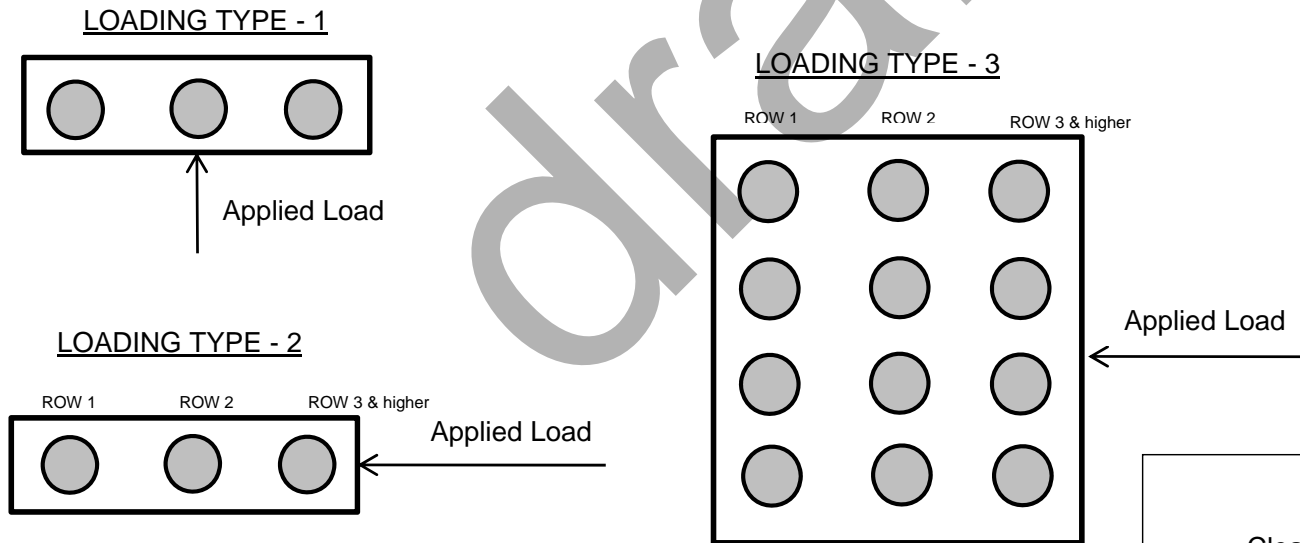 LOADING TYPE - 1
Applied Load
LOADING TYPE - 2
ROW 1 ROW 2 ROW 3 & higher
Applied Load
LOADING TYPE - 3
ROW 1 ROW 2 ROW 3 & higher
Applied Load